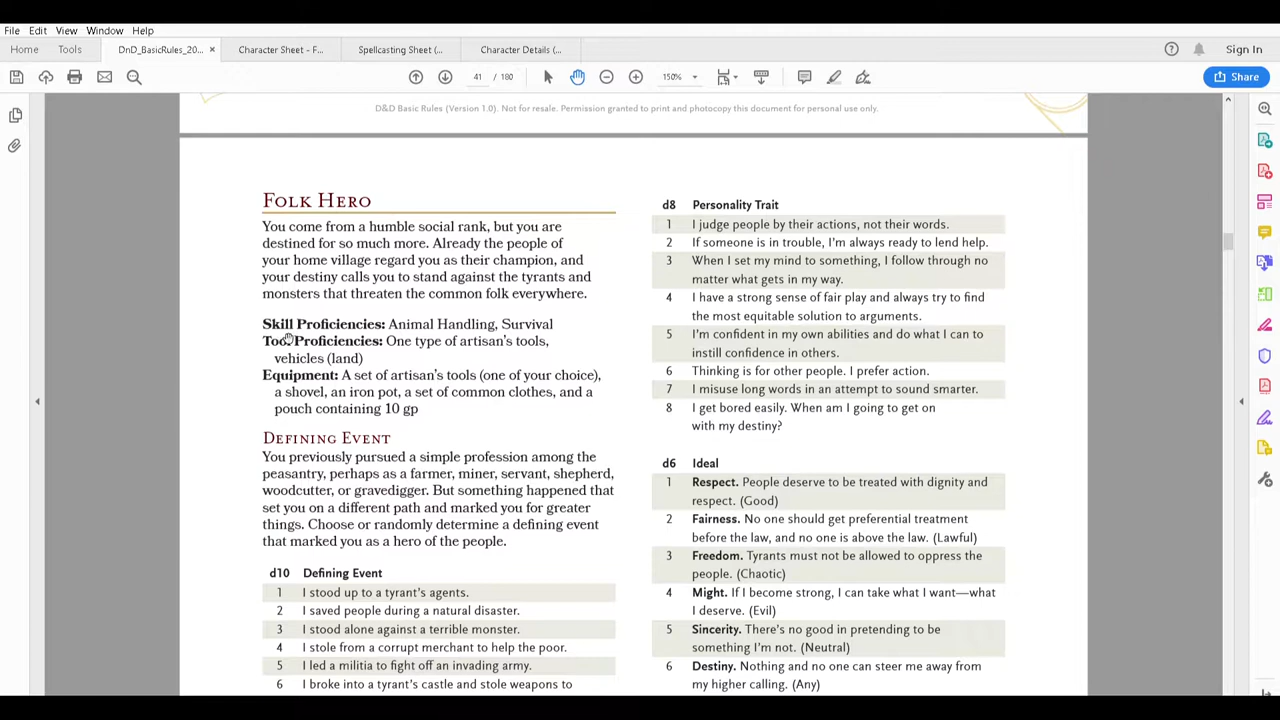 File Edit View Window Help
Home Tools DnD_BasicRules_20... × Character Sheet - F... Spellcasting Sheet (... Character Details (... Sign In
41 / 180 150% Share
D&D Basic Rules (Version 1.0). Not for resale. Permission granted to print and photocopy this document for personal use only.
Folk Hero
You come from a humble social rank, but you are
destined for so much more. Already the people of
your home village regard you as their champion, and
your destiny calls you to stand against the tyrants and
monsters that threaten the common folk everywhere.
Skill Proficiencies: Animal Handling, Survival
Tool Proficiencies: One type of artisan's tools,
vehicles (land)
Equipment: A set of artisan's tools (one of your choice),
a shovel, an iron pot, a set of common clothes, and a
pouch containing 10 gp
Defining Event
You previously pursued a simple profession among the
peasantry, perhaps as a farmer, miner, servant, shepherd,
woodcutter, or gravedigger. But something happened that
set you on a different path and marked you for greater
things. Choose or randomly determine a defining event
that marked you as a hero of the people.
d10 Defining Event
1 I stood up to a tyrant's agents.
2 I saved people during a natural disaster.
3 I stood alone against a terrible monster.
4 I stole from a corrupt merchant to help the poor.
5 I led a militia to fight off an invading army.
6 I broke into a tyrant's castle and stole weapons to
d8 Personality Trait
1 I judge people by their actions, not their words.
2 If someone is in trouble, I'm always ready to lend help.
3 When I set my mind to something, I follow through no
matter what gets in my way.
4 I have a strong sense of fair play and always try to find
the most equitable solution to arguments.
5 I'm confident in my own abilities and do what I can to
instill confidence in others.
6 Thinking is for other people. I prefer action.
7 I misuse long words in an attempt to sound smarter.
8 I get bored easily. When am I going to get on
with my destiny?
d6 Ideal
1 Respect. People deserve to be treated with dignity and
respect. (Good)
2 Fairness. No one should get preferential treatment
before the law, and no one is above the law. (Lawful)
3 Freedom. Tyrants must not be allowed to oppress the
people. (Chaotic)
4 Might. If I become strong, I can take what I want—what
I deserve. (Evil)
5 Sincerity. There's no good in pretending to be
something I'm not. (Neutral)
6 Destiny. Nothing and no one can steer me away from
my higher calling. (Any)